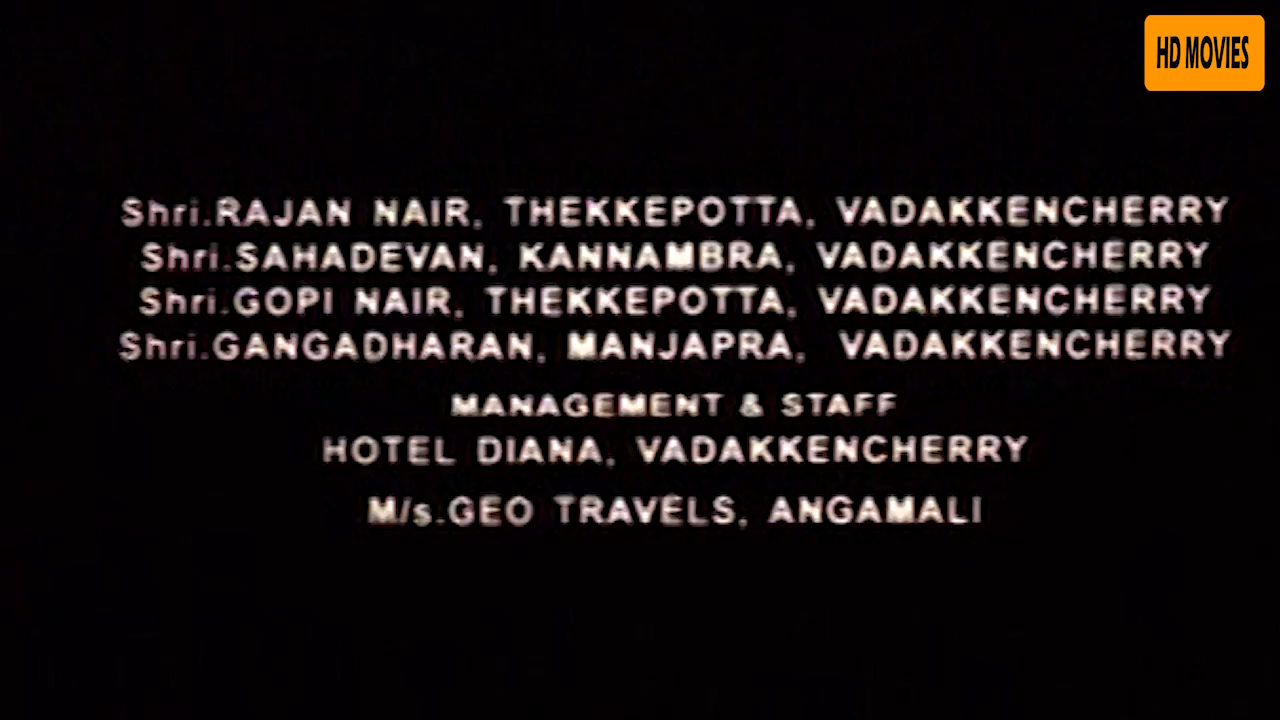 HD MOVIES
Shri.RAJAN NAIR, THEKKEPOTTA, VADAKKENCHERRY
Shri.SAHADEVAN, KANNAMBRA, VADAKKENCHERRY
Shri.GOPI NAIR, THEKKEPOTTA, VADAKKENCHERRY
Shri.GANGADHARAN, MANJAPRA, VADAKKENCHERRY
MANAGEMENT & STAFF
HOTEL DIANA, VADAKKENCHERRY
M/s.GEO TRAVELS, ANGAMALI